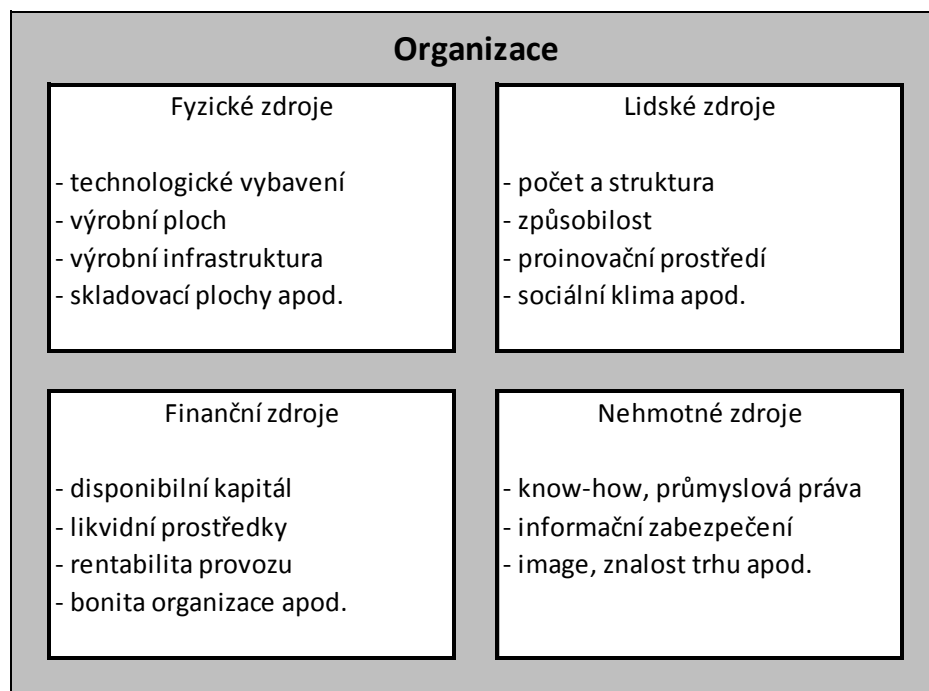 Organizace
Fyzické zdroje
- technologické vybavení
- výrobní ploch
- výrobní infrastruktura
- skladovací plochy apod.
Lidské zdroje
- počet a struktura
- způsobilost
- proinovační prostředí
- sociální klima apod.
Finanční zdroje
- disponibilní kapitál
- likvidní prostředky
- rentabilita provozu
- bonita organizace apod.
Nehmotné zdroje
- know-how, průmyslová práva
- informační zabezpečení
- image, znalost trhu apod.